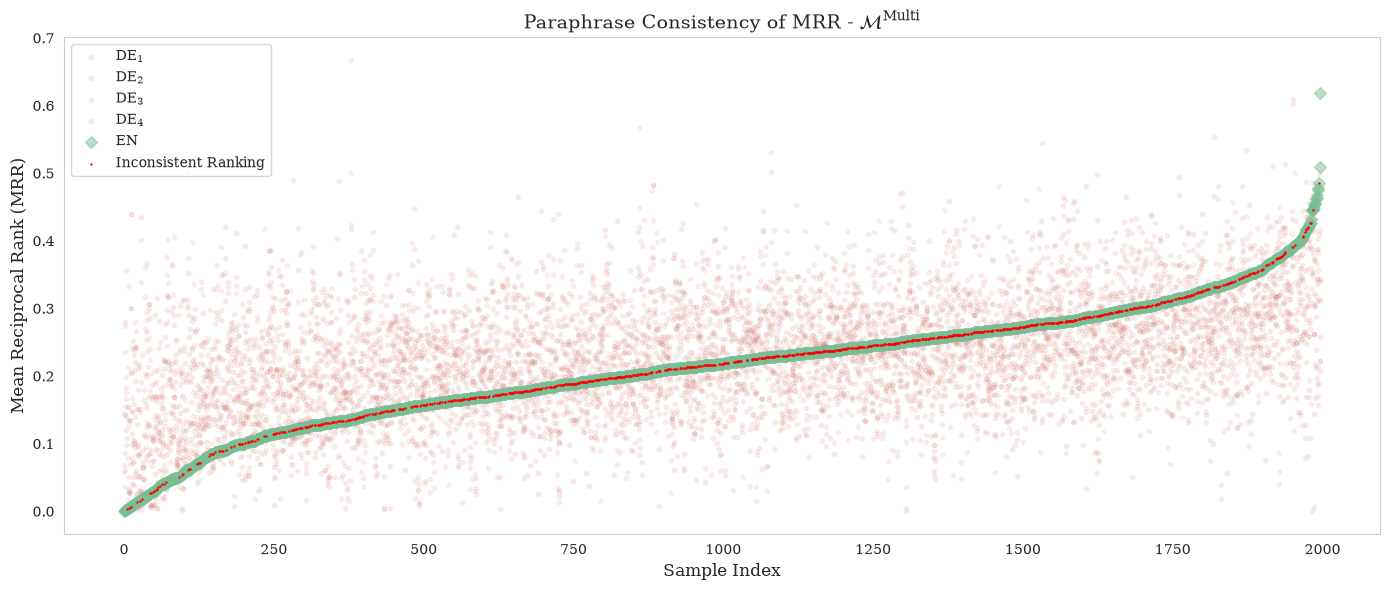 Paraphrase Consistency of MRR - 𝓜^Multi
DE₁
DE₂
DE₃
DE₄
EN
Inconsistent Ranking
Mean Reciprocal Rank (MRR)
0.7
0.6
0.5
0.4
0.3
0.2
0.1
0.0
0 250 500 750 1000 1250 1500 1750 2000
Sample Index